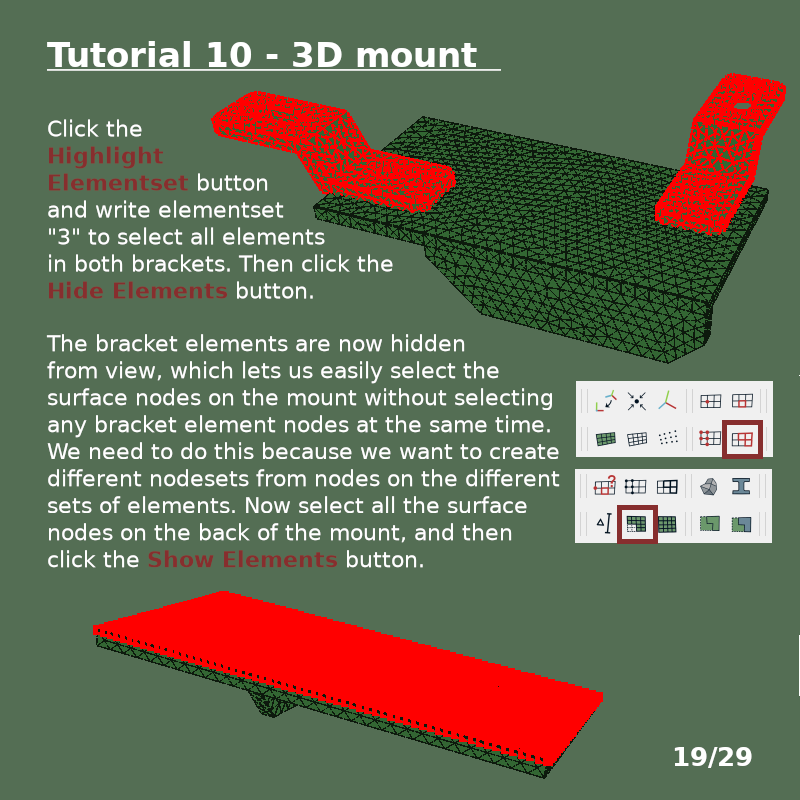 Tutorial 10 - 3D mount
Click the
Highlight
Elementset button
and write elementset
"3" to select all elements
in both brackets. Then click the
Hide Elements button.
The bracket elements are now hidden
from view, which lets us easily select the
surface nodes on the mount without selecting
any bracket element nodes at the same time.
We need to do this because we want to create
different nodesets from nodes on the different
sets of elements. Now select all the surface
nodes on the back of the mount, and then
click the Show Elements button.
19/29